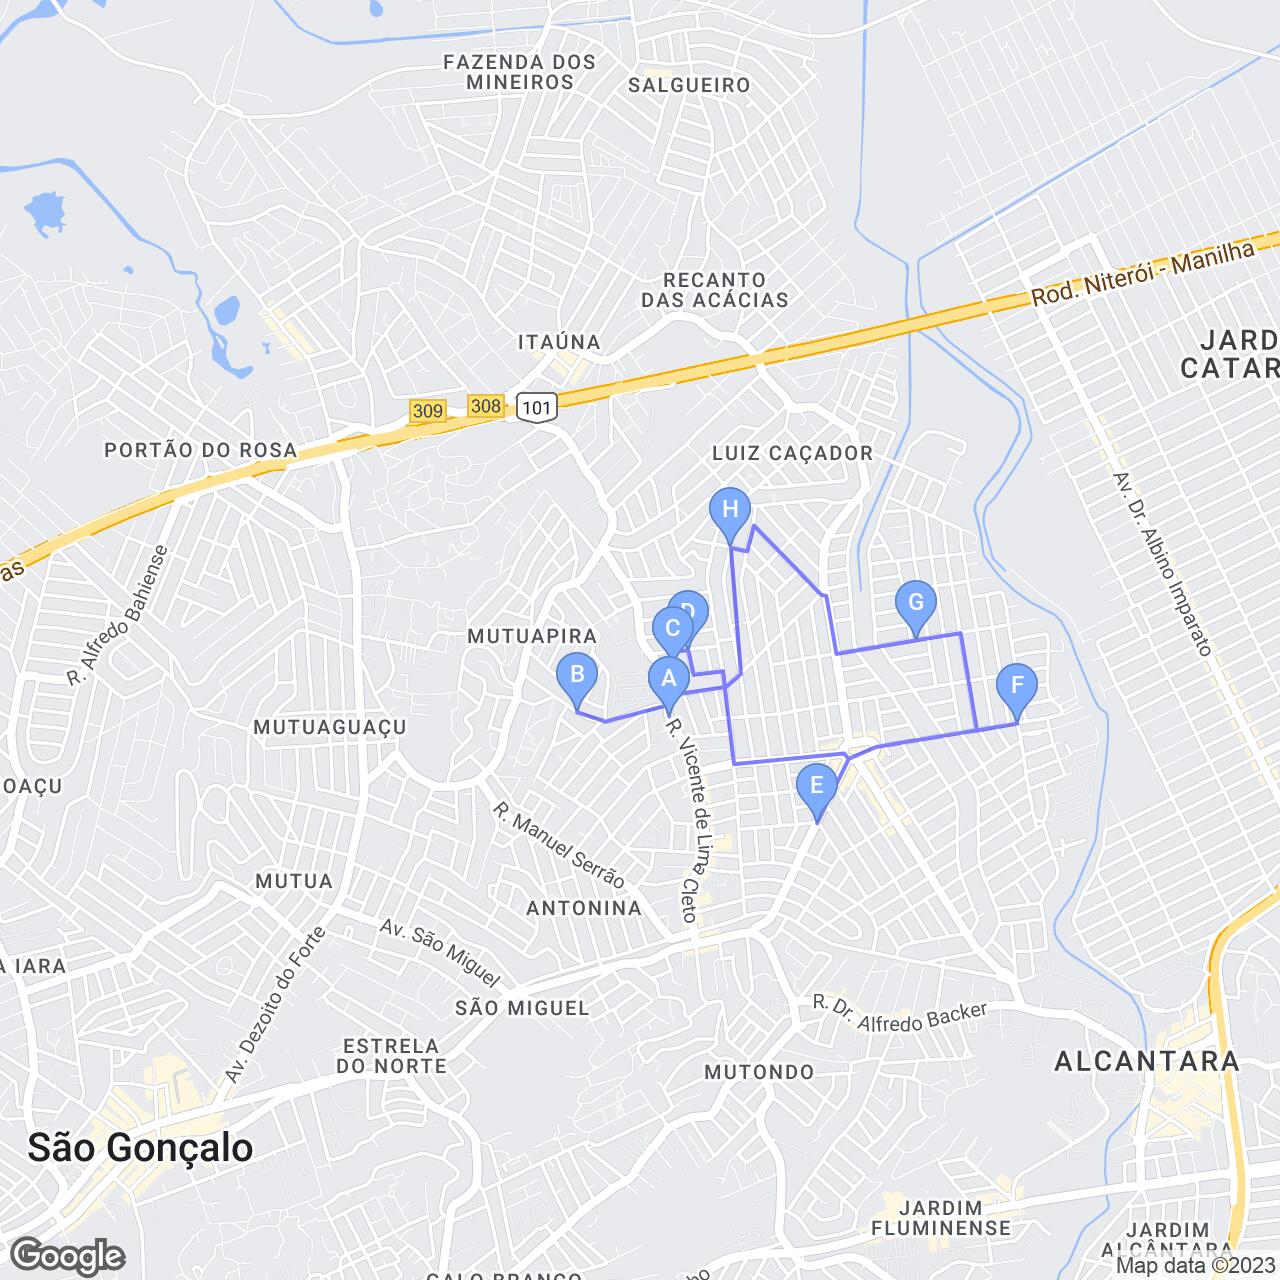 FAZENDA DOS
MINEIROS
SALGUEIRO
RECANTO
DAS ACÁCIAS
Rod. Niterói - Manilha
ITAÚNA
JARD
CATAR
309
308
101
PORTÃO DO ROSA
LUIZ CAÇADOR
as
R. Alfredo Bahiense
Av. Dr. Albino Imparato
H
G
D
C
MUTUAPIRA
B
A
F
MUTUAGUAÇU
R. Vicente de Lima Cleto
OAÇU
E
R. Manuel Serrão
MUTUA
ANTONINA
Av. São Miguel
A IARA
Av. Dezoito do Forte
SÃO MIGUEL
R. Dr. Alfredo Backer
ESTRELA
DO NORTE
MUTONDO
ALCANTARA
São Gonçalo
JARDIM
FLUMINENSE
JARDIM
ALCÂNTARA
Google
Map data ©2023